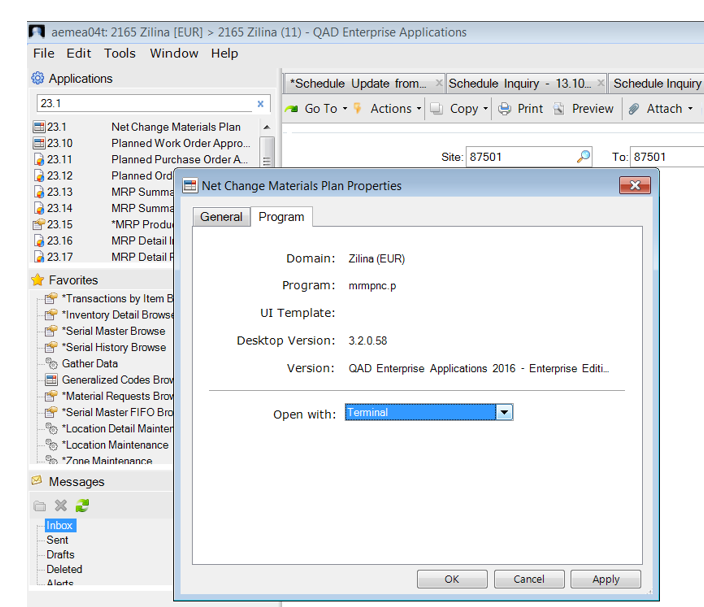 aemea04t: 2165 Zilina [EUR] > 2165 Zilina (11) - QAD Enterprise Applications
File Edit Tools Window Help
Applications
*Schedule Update from... × Schedule Inquiry - 13.10... × Schedule Inquiry
23.1 ×
Go To Actions Copy Print Preview Attach
23.1 Net Change Materials Plan
23.10 Planned Work Order Appro...
23.11 Planned Purchase Order A...
Site: 87501 To: 87501
23.12 Planned Ord
23.13 MRP Summa
23.14 MRP Summa
23.15 *MRP Produ
23.16 MRP Detail I
23.17 MRP Detail F
Favorites
*Transactions by Item B
*Inventory Detail Browse
*Serial Master Browse
*Serial History Browse
Gather Data
Generalized Codes Brow
*Material Requests Brow
*Serial Master FIFO Bro
*Location Detail Mainter
*Location Maintenance
*Zone Maintenance
Messages
Inbox
Sent
Drafts
Deleted
Alerts
Net Change Materials Plan Properties
General Program
Domain: Zilina (EUR)
Program: mrmpnc.p
UI Template:
Desktop Version: 3.2.0.58
Version: QAD Enterprise Applications 2016 - Enterprise Editi...
Open with: Terminal
OK Cancel Apply